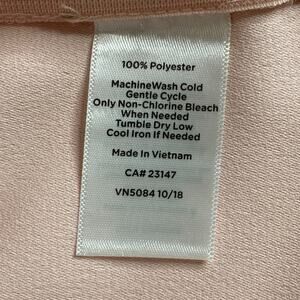 100% Polyester
MachineWash Cold
Gentle Cycle
Only Non-Chlorine Bleach
When Needed
Tumble Dry Low
Cool Iron If Needed
Made In Vietnam
CA# 23147
VN5084 10/18